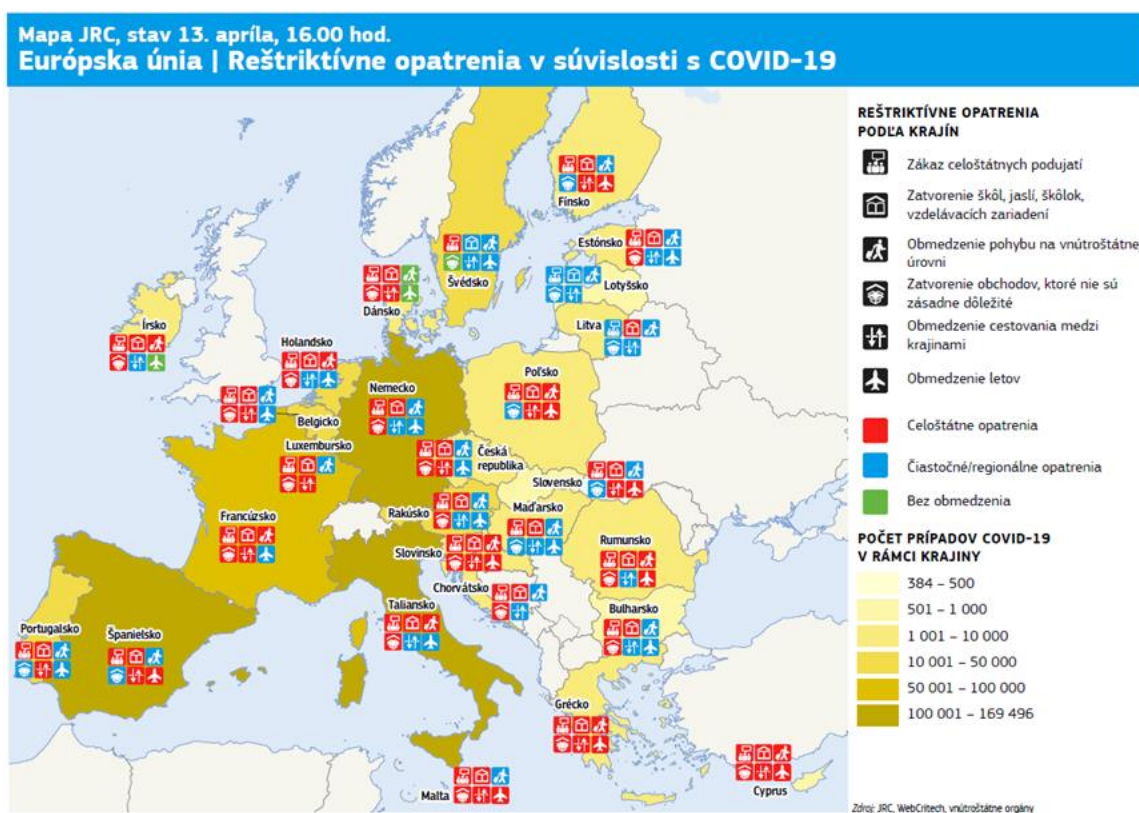 Mapa JRC, stav 13. apríla, 16.00 hod.
Európska únia | Reštriktívne opatrenia v súvislosti s COVID-19
REŠTRIKTÍVNE OPATRENIA
PODĽA KRAJÍN
Zákaz celoštátnych podujatí
Zatvorenie škôl, jaslí, škôlok,
vzdelávacích zariadení
Obmedzenie pohybu na vnútroštátnej
úrovni
Zatvorenie obchodov, ktoré nie sú
zásadne dôležité
Obmedzenie cestovania medzi
krajinami
Obmedzenie letov
Celoštátne opatrenia
Čiastočné/regionálne opatrenia
Bez obmedzenia
POČET PRÍPADOV COVID-19
V RÁMCI KRAJINY
384 – 500
501 – 1 000
1 001 – 10 000
10 001 – 50 000
50 001 – 100 000
100 001 – 169 496
Fínsko
Estónsko
Švédsko
Lotyšsko
Dánsko
Írsko
Litva
Holandsko
Poľsko
Nemecko
Belgicko
Luxembursko
Česká
republika
Slovensko
Francúzsko
Rakúsko
Maďarsko
Slovinsko
Rumunsko
Chorvátsko
Taliansko
Bulharsko
Portugalsko
Španielsko
Grécko
Malta
Cyprus
Zdroj: JRC, WebCritech, vnútroštátne orgány